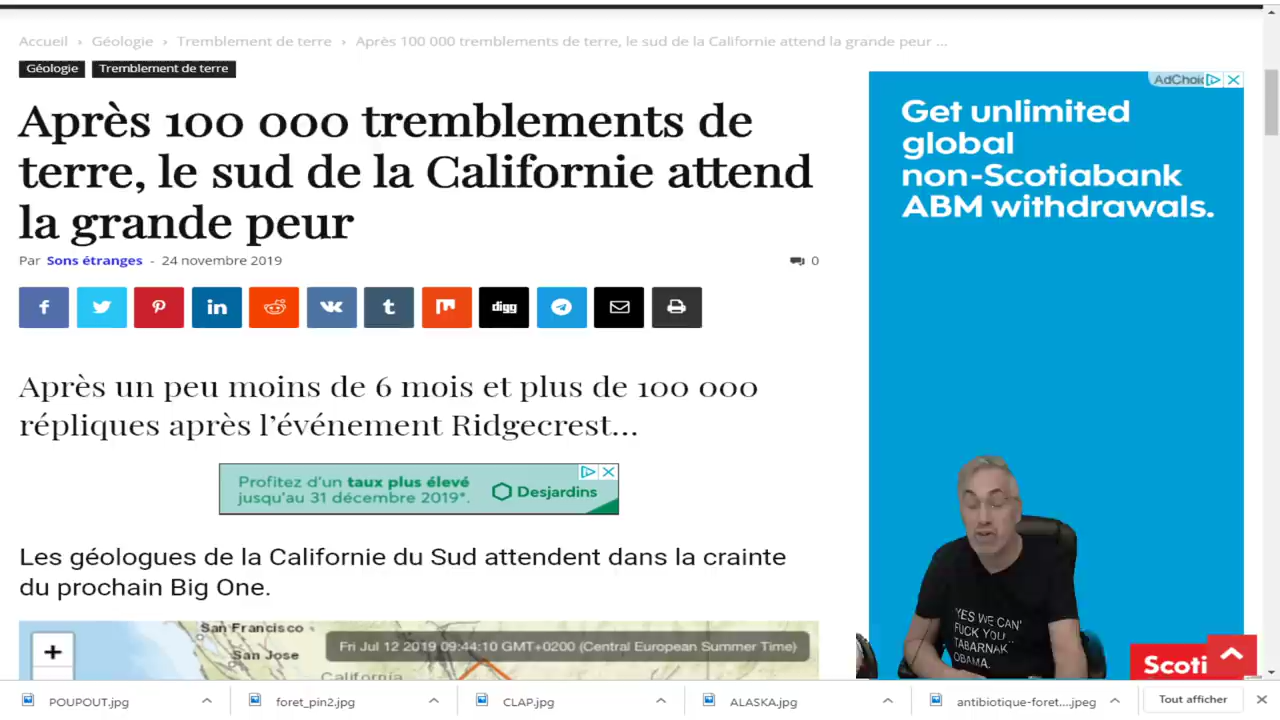 Accueil › Géologie › Tremblement de terre › Après 100 000 tremblements de terre, le sud de la Californie attend la grande peur ...
Géologie Tremblement de terre
Après 100 000 tremblements de
terre, le sud de la Californie attend
la grande peur
Par Sons étranges - 24 novembre 2019
0
digg
Après un peu moins de 6 mois et plus de 100 000
répliques après l'événement Ridgecrest...
Profitez d'un taux plus élevé
jusqu'au 31 décembre 2019*.
Desjardins
Les géologues de la Californie du Sud attendent dans la crainte
du prochain Big One.
San Francisco
San Jose
California
+
Fri Jul 12 2019 09:44:10 GMT+0200 (Central European Summer Time)
AdChoic
Get unlimited
global
non-Scotiabank
ABM withdrawals.
YES WE CAN'
FUCK YOU...
TABARNAK
OBAMA.
Scoti
POUPOUT.jpg
foret_pin2.jpg
CLAP.jpg
ALASKA.jpg
antibiotique-foret....jpeg
Tout afficher